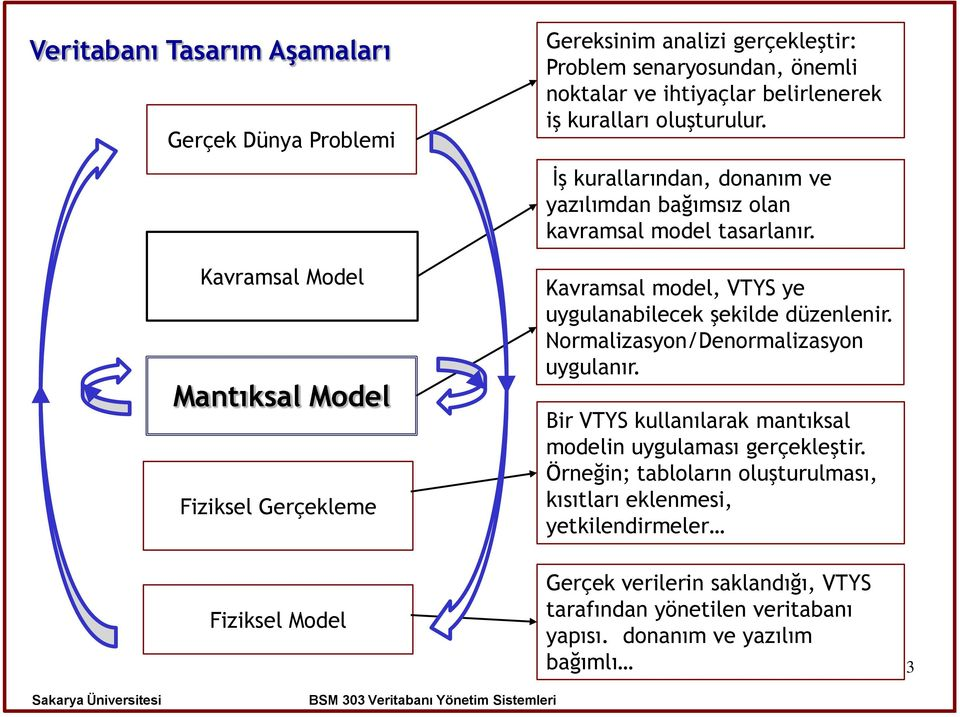 Veritabanı Tasarım Aşamaları
Gerçek Dünya Problemi
Gereksinim analizi gerçekleştir:
Problem senaryosundan, önemli
noktalar ve ihtiyaçlar belirlenerek
iş kuralları oluşturulur.
İş kurallarından, donanım ve
yazılımdan bağımsız olan
kavramsal model tasarlanır.
Kavramsal Model
Kavramsal model, VTYS ye
uygulanabilecek şekilde düzenlenir.
Normalizasyon/Denormalizasyon
uygulanır.
Mantıksal Model
Bir VTYS kullanılarak mantıksal
modelin uygulaması gerçekleştir.
Örneğin; tabloların oluşturulması,
kısıtları eklenmesi,
yetkilendirmeler…
Fiziksel Gerçekleme
Gerçek verilerin saklandığı, VTYS
tarafından yönetilen veritabanı
yapısı. donanım ve yazılım
bağımlı…
Fiziksel Model
3
Sakarya Üniversitesi
BSM 303 Veritabanı Yönetim Sistemleri